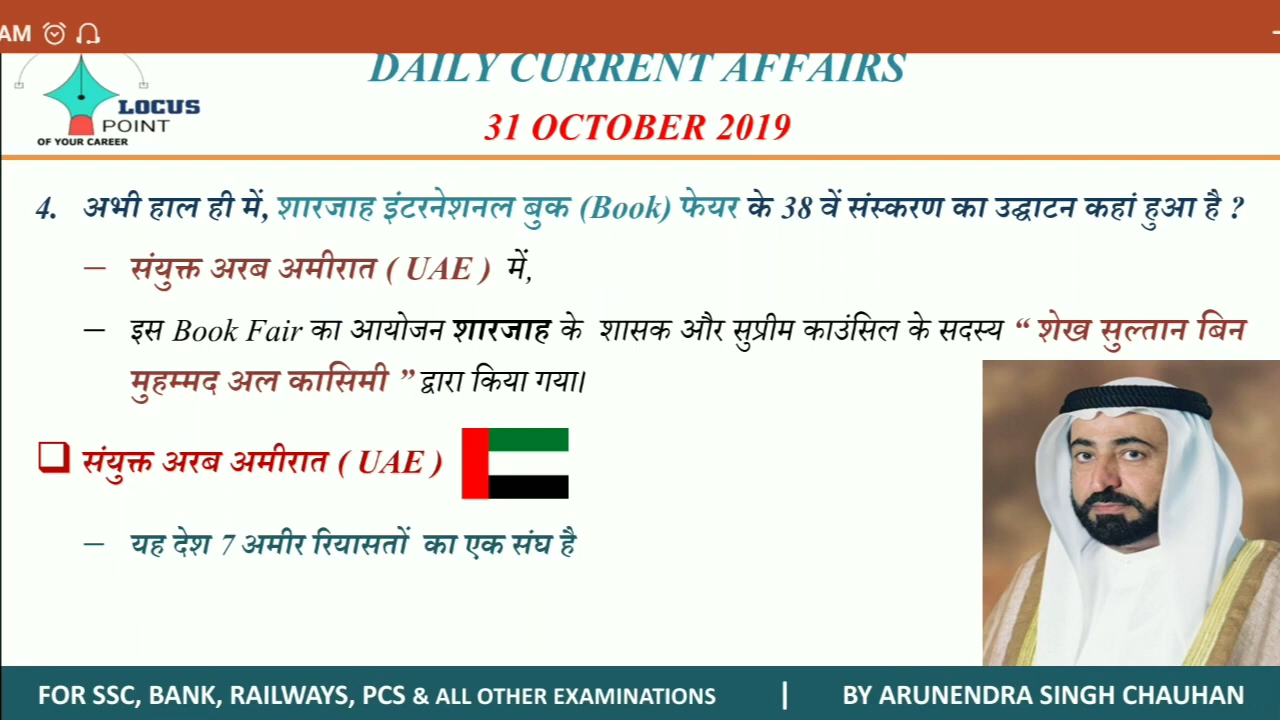 AM
DAILY CURRENT AFFAIRS
LOCUS
POINT
OF YOUR CAREER
31 OCTOBER 2019
4. अभी हाल ही में, शारजाह इंटरनेशनल बुक (Book) फेयर के 38 वें संस्करण का उद्घाटन कहां हुआ है ?
– संयुक्त अरब अमीरात ( UAE ) में,
– इस Book Fair का आयोजन शारजाह के शासक और सुप्रीम काउंसिल के सदस्य “ शेख सुल्तान बिन
मुहम्मद अल कासिमी ” द्वारा किया गया।
संयुक्त अरब अमीरात ( UAE )
– यह देश 7 अमीर रियासतों का एक संघ है
FOR SSC, BANK, RAILWAYS, PCS & ALL OTHER EXAMINATIONS | BY ARUNENDRA SINGH CHAUHAN